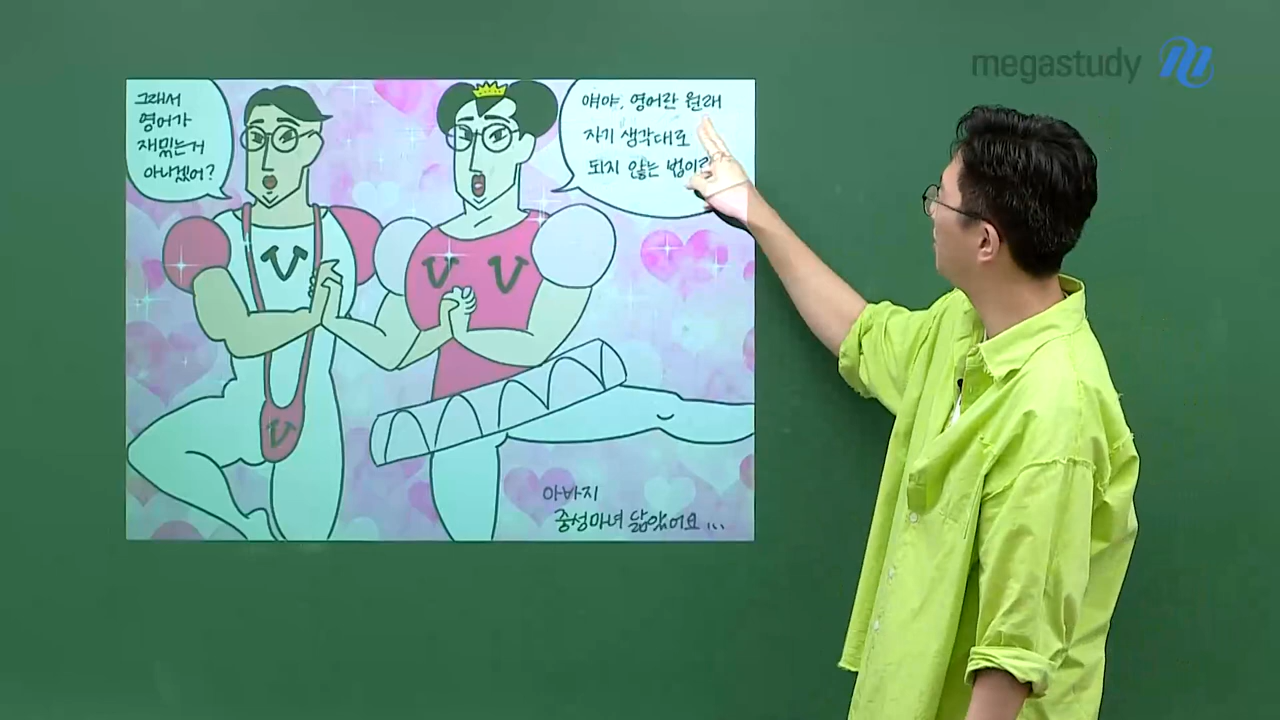 megastudy
그래서
영어가
재밌는거
아나겠어?
얘야, 영어란 원래
자기 생각대로
되지 않는 법이
아바지
중성마녀 닮았어요...